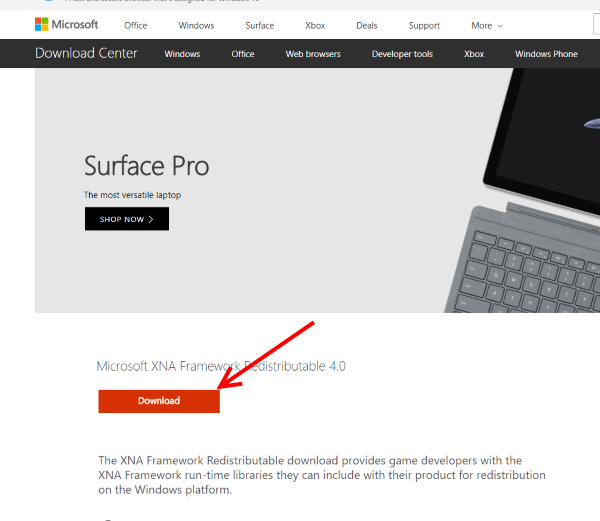 Microsoft Office Windows Surface Xbox Deals Support More
Download Center Windows Office Web browsers Developer tools Xbox Windows Phone
Surface Pro
The most versatile laptop
SHOP NOW
Microsoft XNA Framework Redistributable 4.0
Download
The XNA Framework Redistributable download provides game developers with the
XNA Framework run-time libraries they can include with their product for redistribution
on the Windows platform.